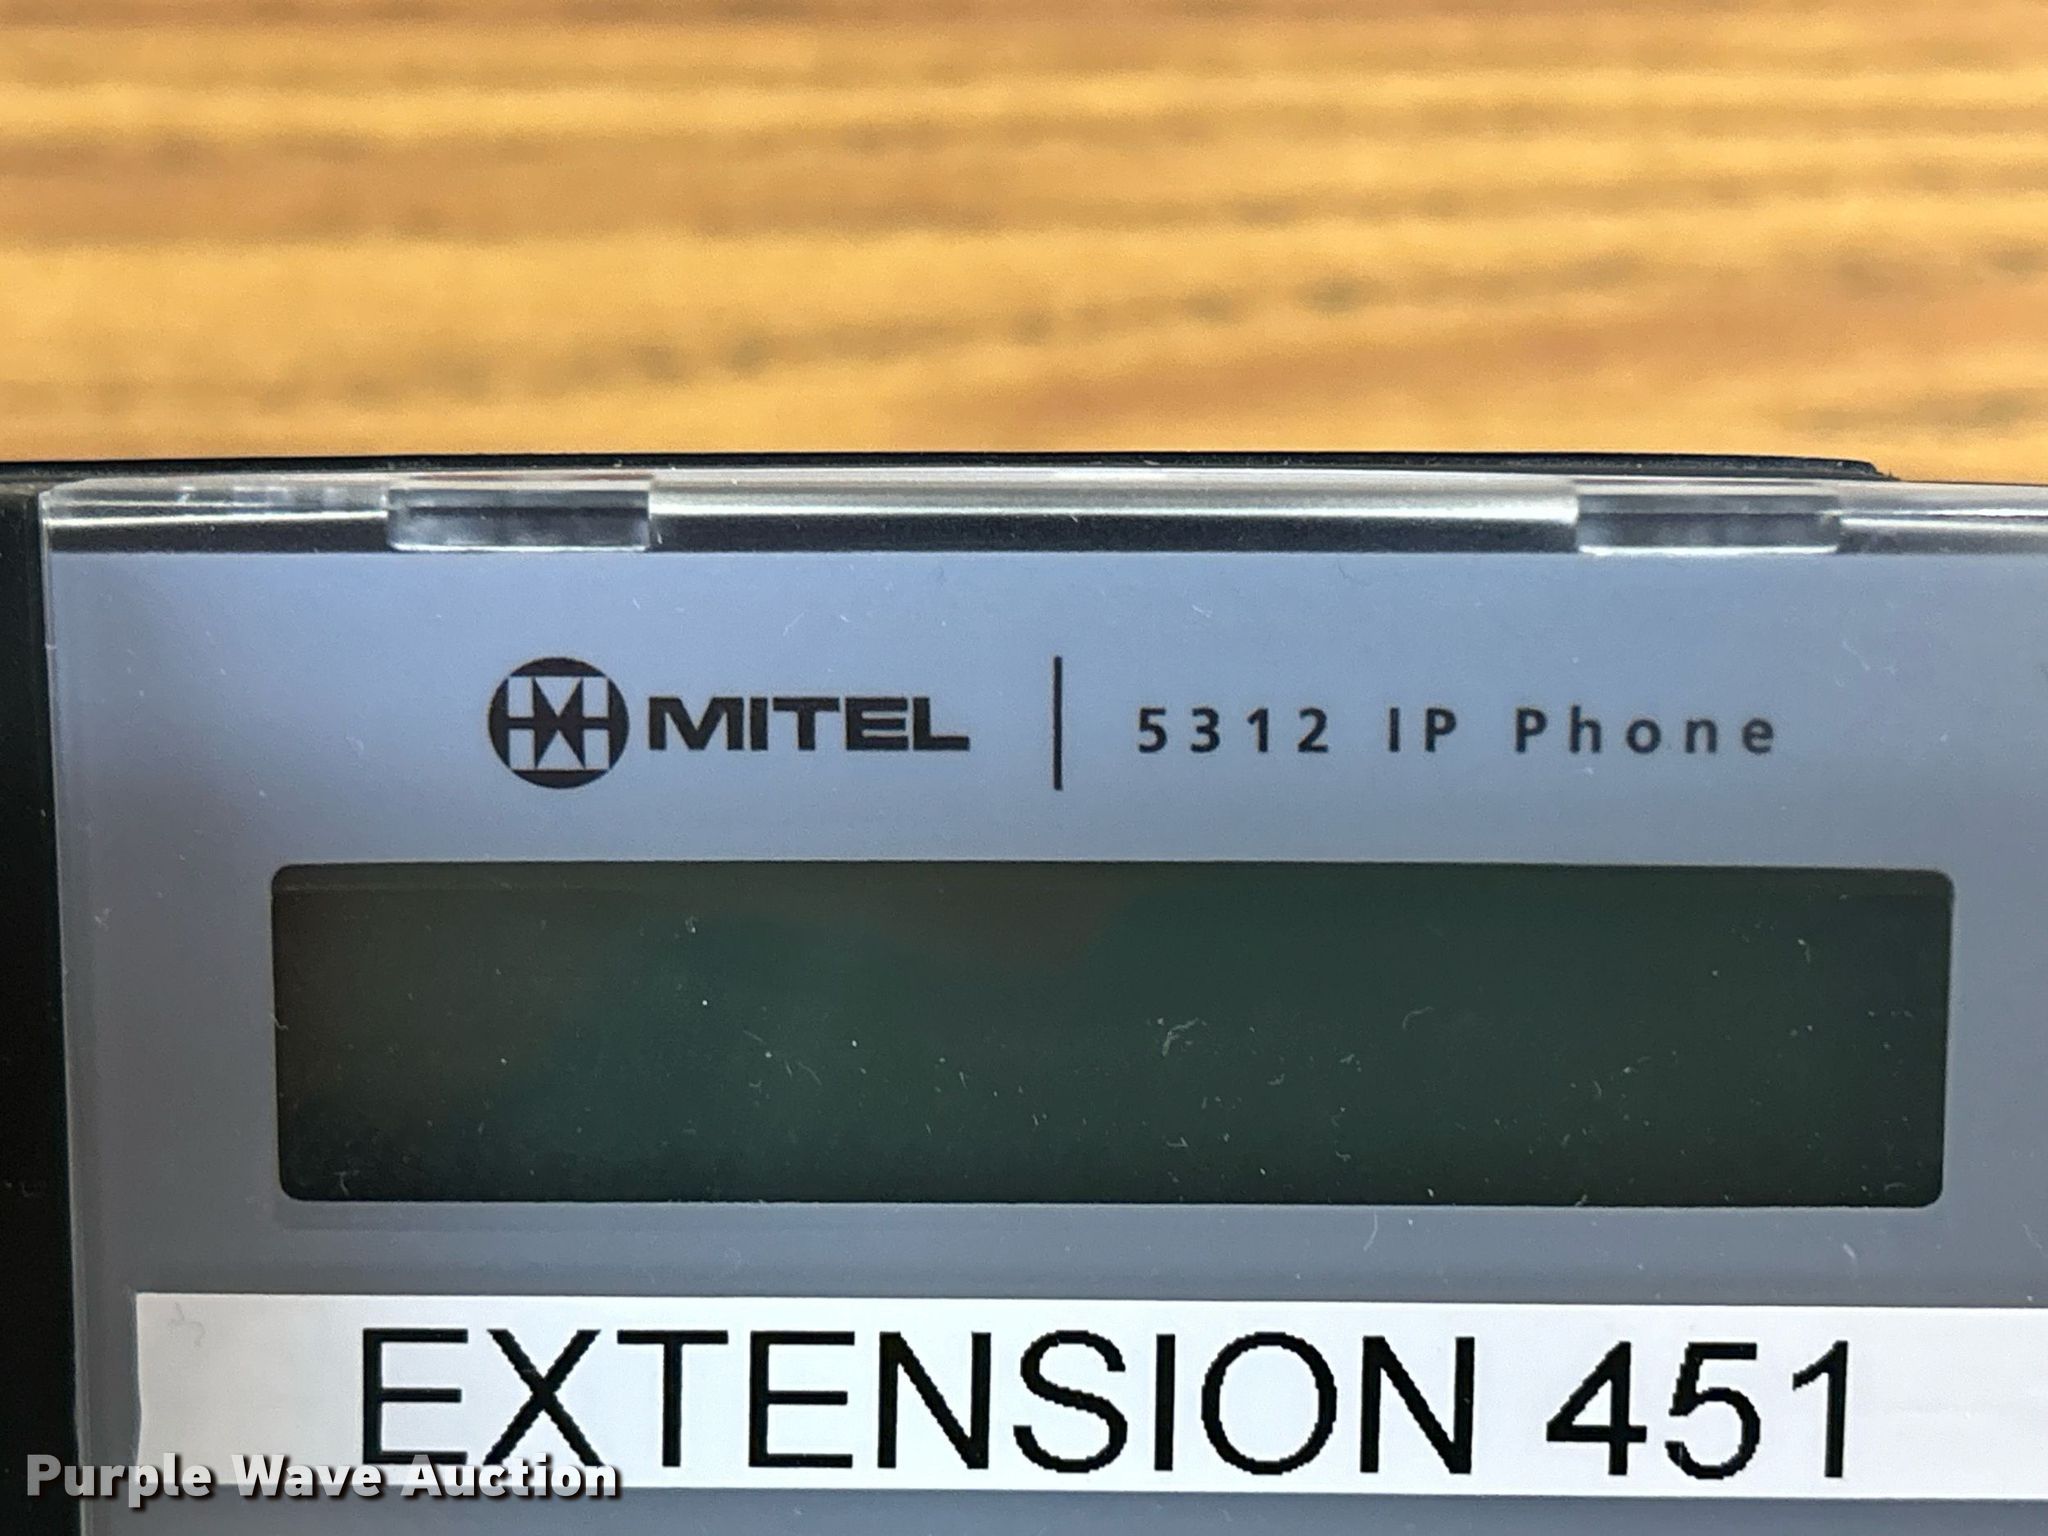 MITEL | 5312 IP Phone
EXTENSION 451
Purple Wave Auction